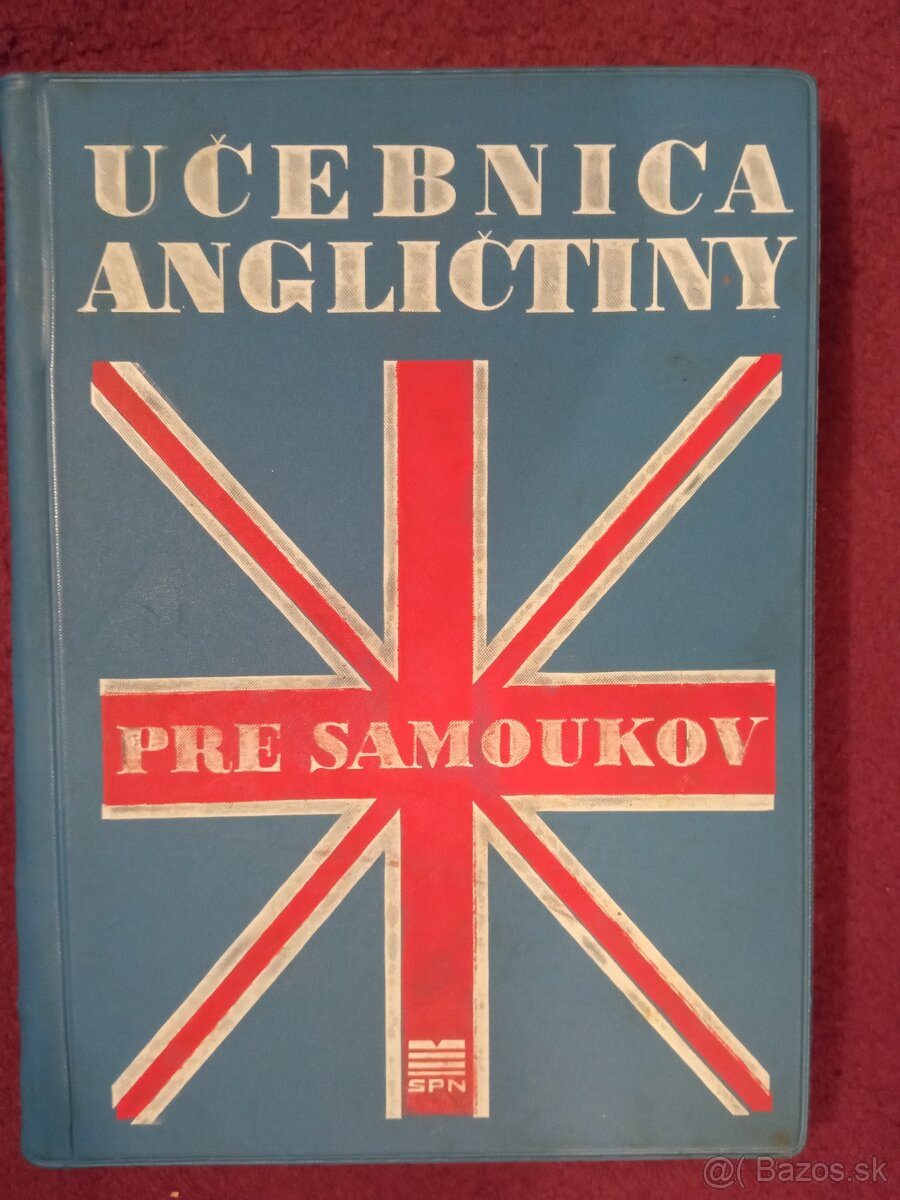 UČEBNICA
ANGLIČTINY
PRE SAMOUKOV
SPN
@( Bazos.sk